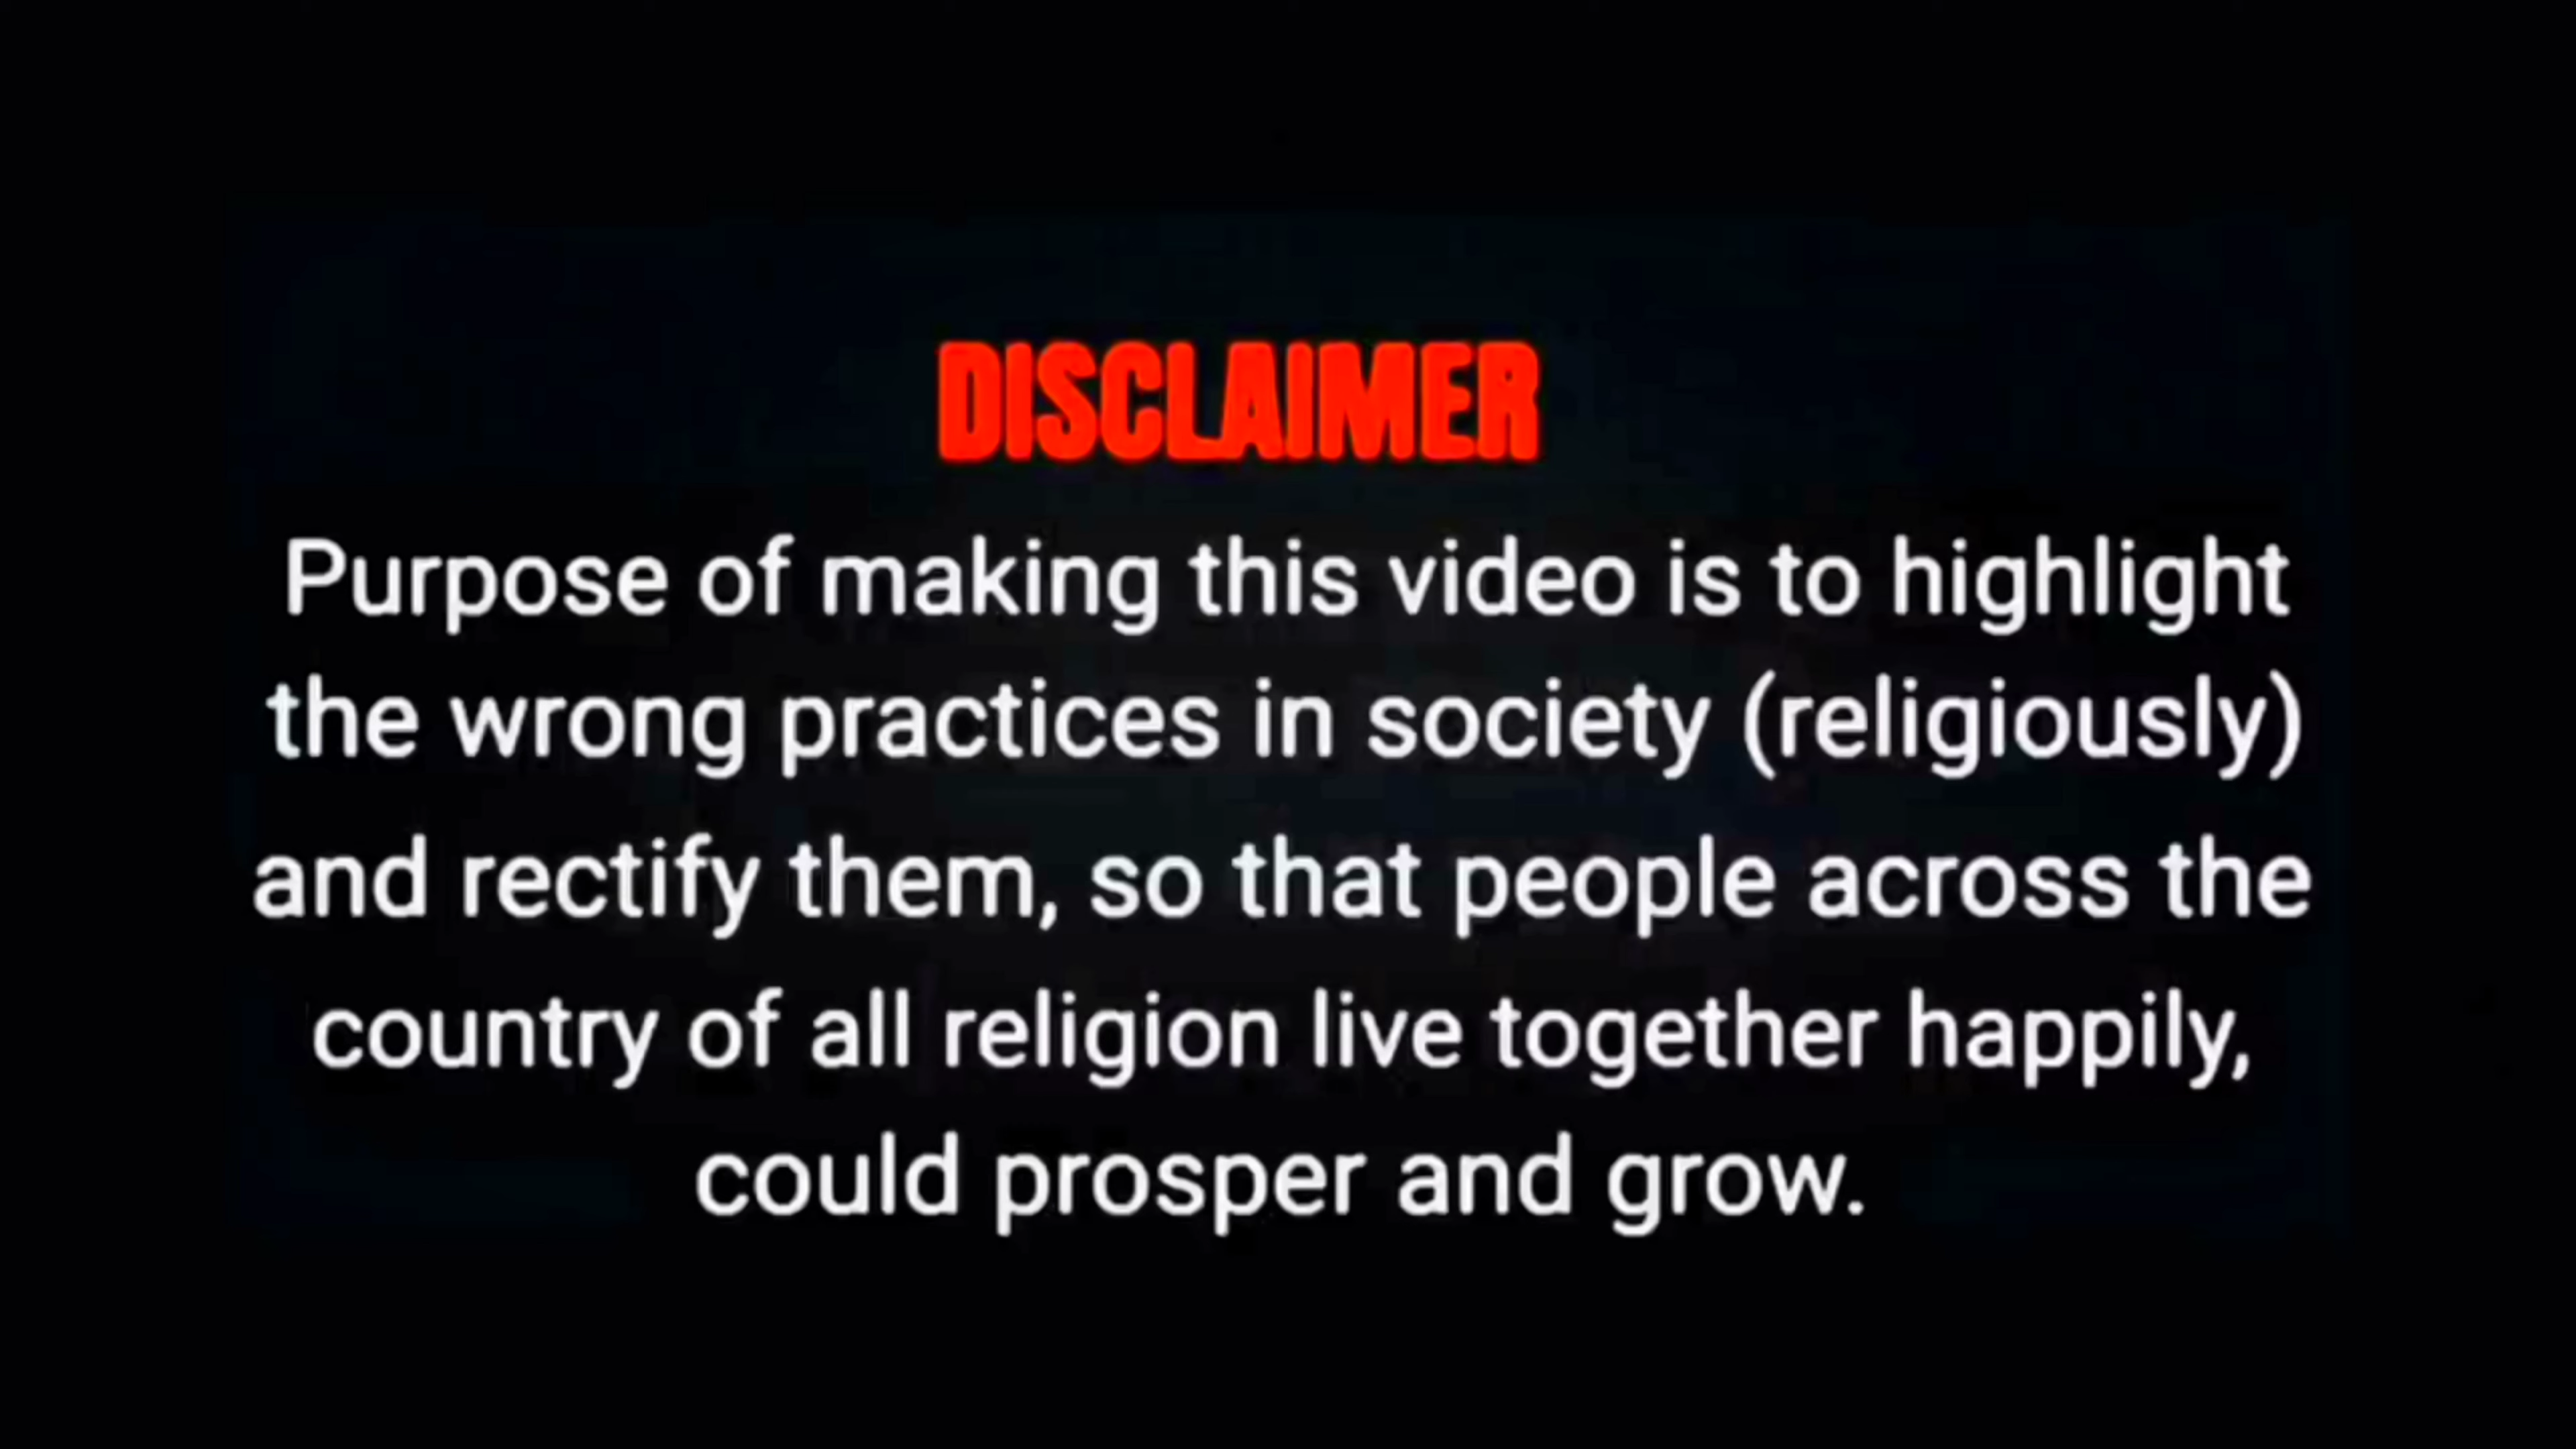 DISCLAIMER
Purpose of making this video is to highlight
the wrong practices in society (religiously)
and rectify them, so that people across the
country of all religion live together happily,
could prosper and grow.